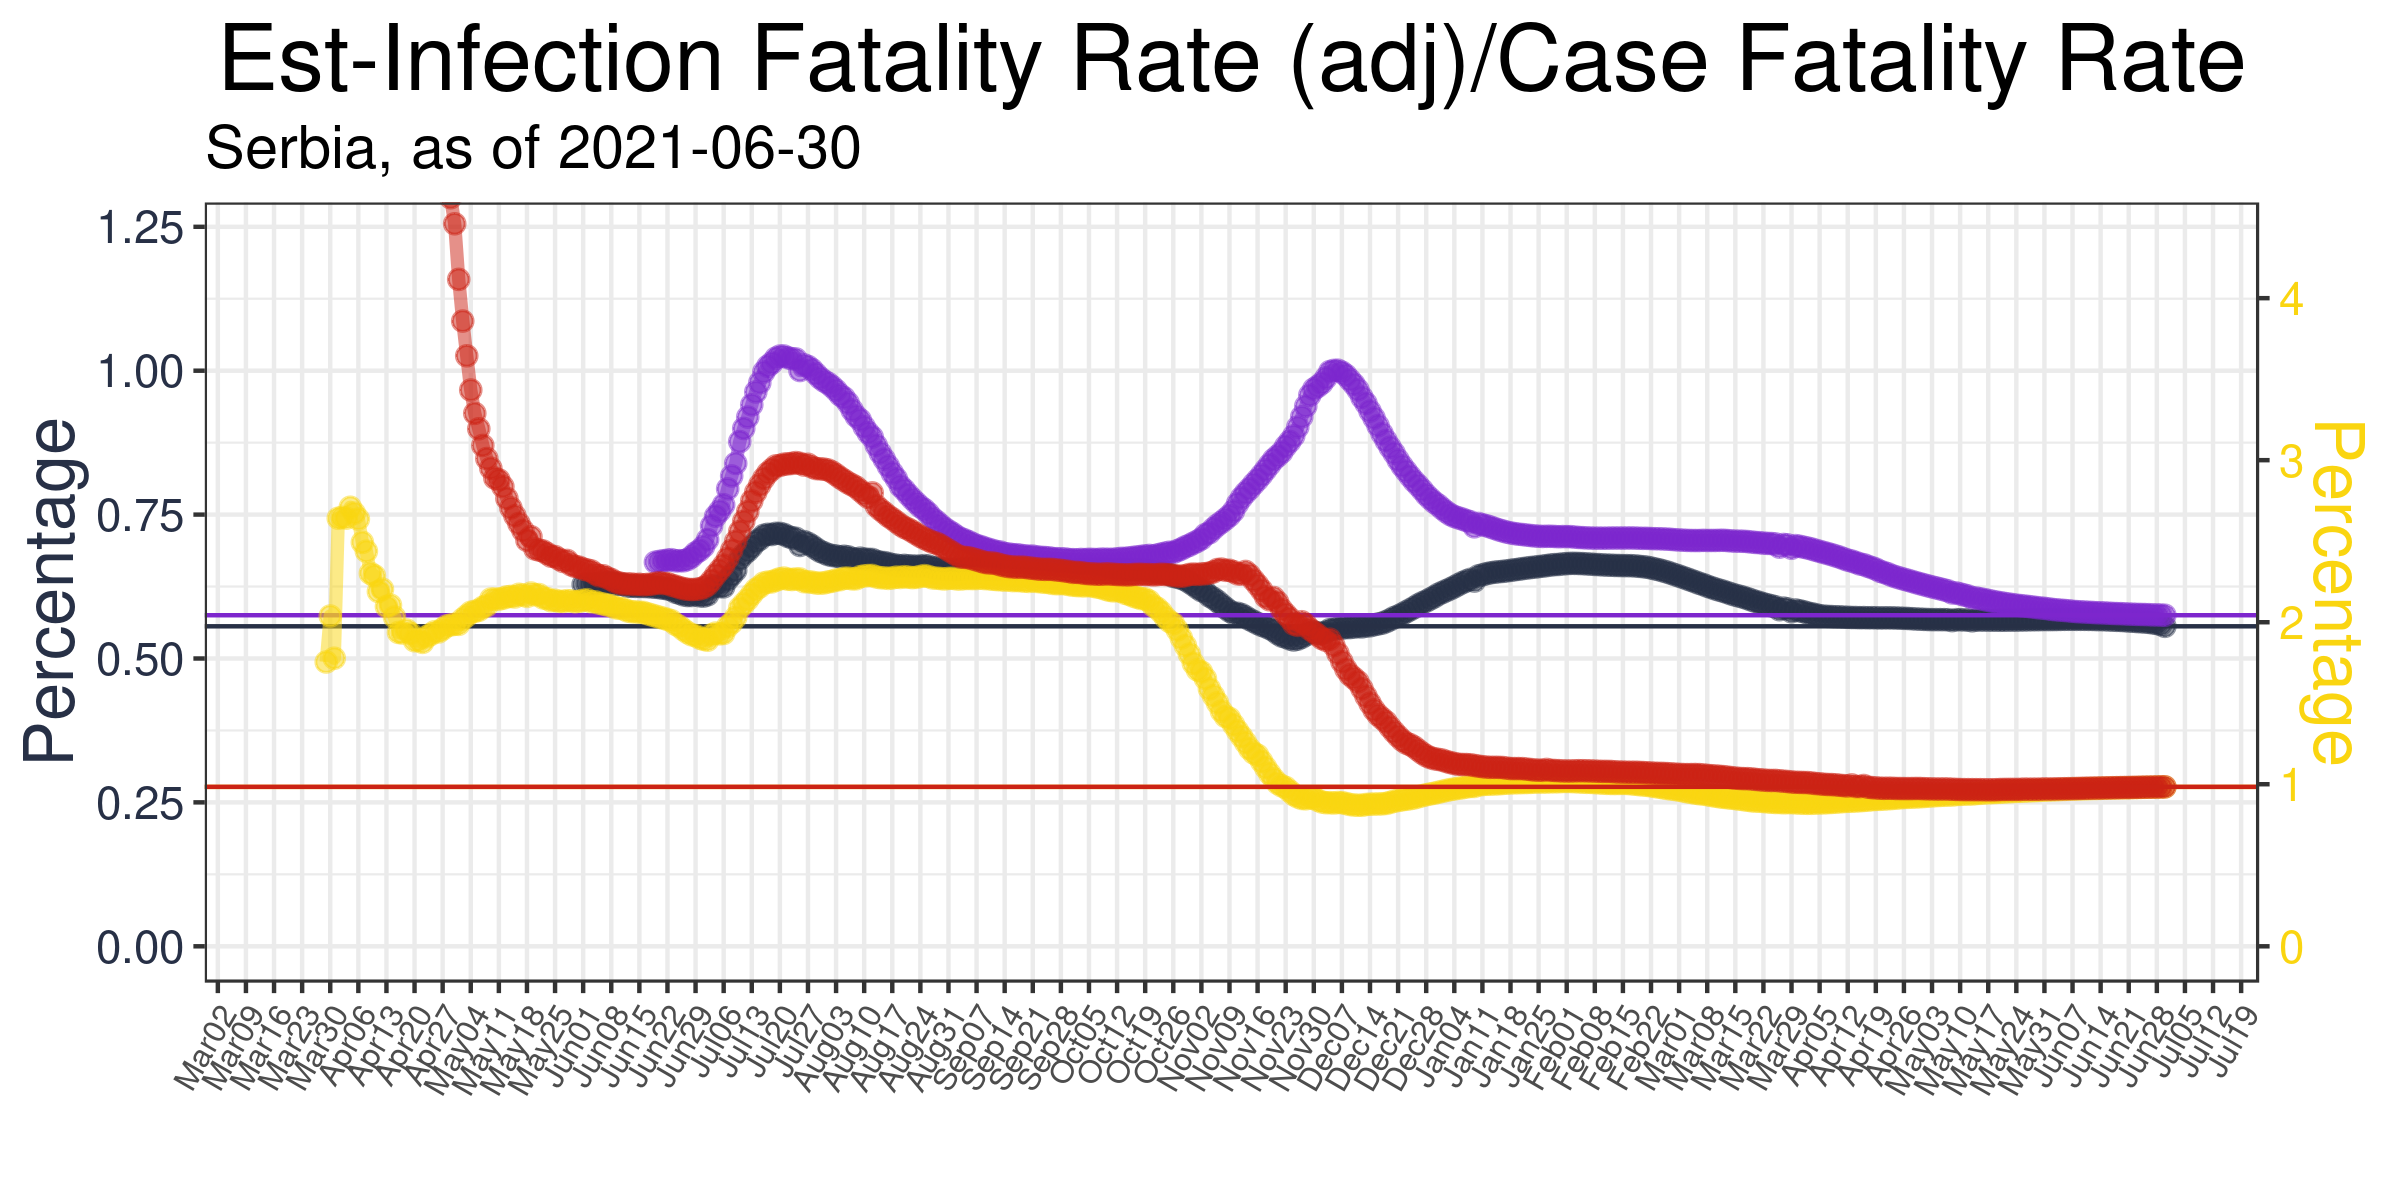 Est-Infection Fatality Rate (adj)/Case Fatality Rate
Serbia, as of 2021-06-30
Percentage
1.25
1.00
0.75
0.50
0.25
0.00
4
3
2
1
0
Percentage
Mar02
Mar09
Mar16
Mar23
Mar30
Apr06
Apr13
Apr20
Apr27
May04
May11
May18
May25
Jun01
Jun08
Jun15
Jun22
Jun29
Jul06
Jul13
Jul20
Jul27
Aug03
Aug10
Aug17
Aug24
Aug31
Sep07
Sep14
Sep21
Sep28
Oct05
Oct12
Oct19
Oct26
Nov02
Nov09
Nov16
Nov23
Nov30
Dec07
Dec14
Dec21
Dec28
Jan04
Jan11
Jan18
Jan25
Feb01
Feb08
Feb15
Feb22
Mar01
Mar08
Mar15
Mar22
Mar29
Apr05
Apr12
Apr19
Apr26
May03
May10
May17
May24
May31
Jun07
Jun14
Jun21
Jun28
Jul05
Jul12
Jul19